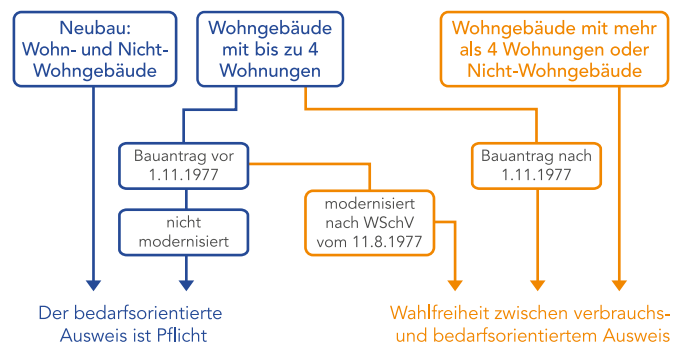 Neubau:
Wohn- und Nicht-
Wohngebäude
Wohngebäude
mit bis zu 4
Wohnungen
Wohngebäude mit mehr
als 4 Wohnungen oder
Nicht-Wohngebäude
Bauantrag vor
1.11.1977
Bauantrag nach
1.11.1977
nicht
modernisiert
modernisiert
nach WSchV
vom 11.8.1977
Der bedarfsorientierte
Ausweis ist Pflicht
Wahlfreiheit zwischen verbrauchs-
und bedarfsorientiertem Ausweis